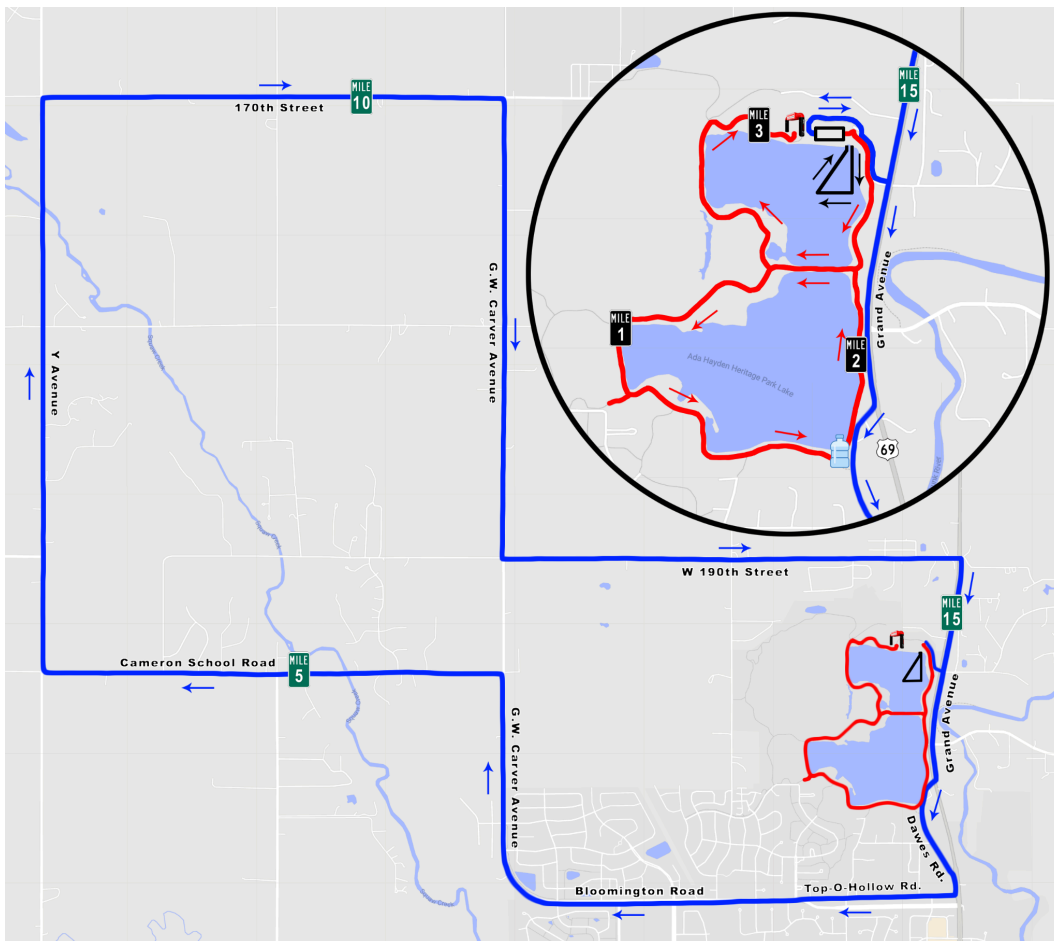 MILE
10
170th Street
MILE
15
MILE
3
G.W. Carver Avenue
Grand Avenue
MILE
1
MILE
2
Ada Hayden Heritage Park Lake
Y Avenue
69
Squaw Creek
W 190th Street
MILE
15
Cameron School Road
MILE
5
G.W. Carver Avenue
Grand Avenue
Dawes Rd.
Bloomington Road
Top-O-Hollow Rd.